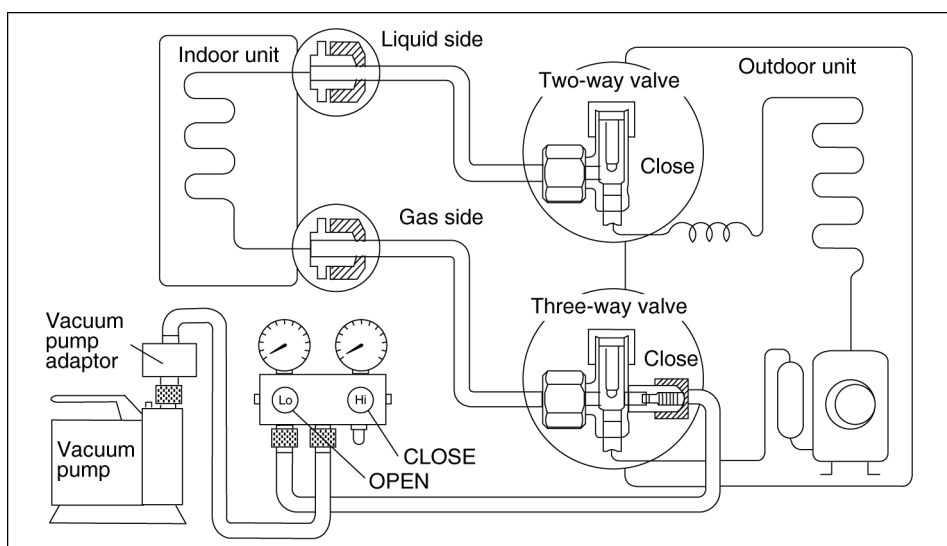 Liquid side
Indoor unit
Two-way valve
Outdoor unit
Close
Gas side
Three-way valve
Close
Vacuum
pump
adaptor
Lo
Hi
Vacuum
pump
CLOSE
OPEN